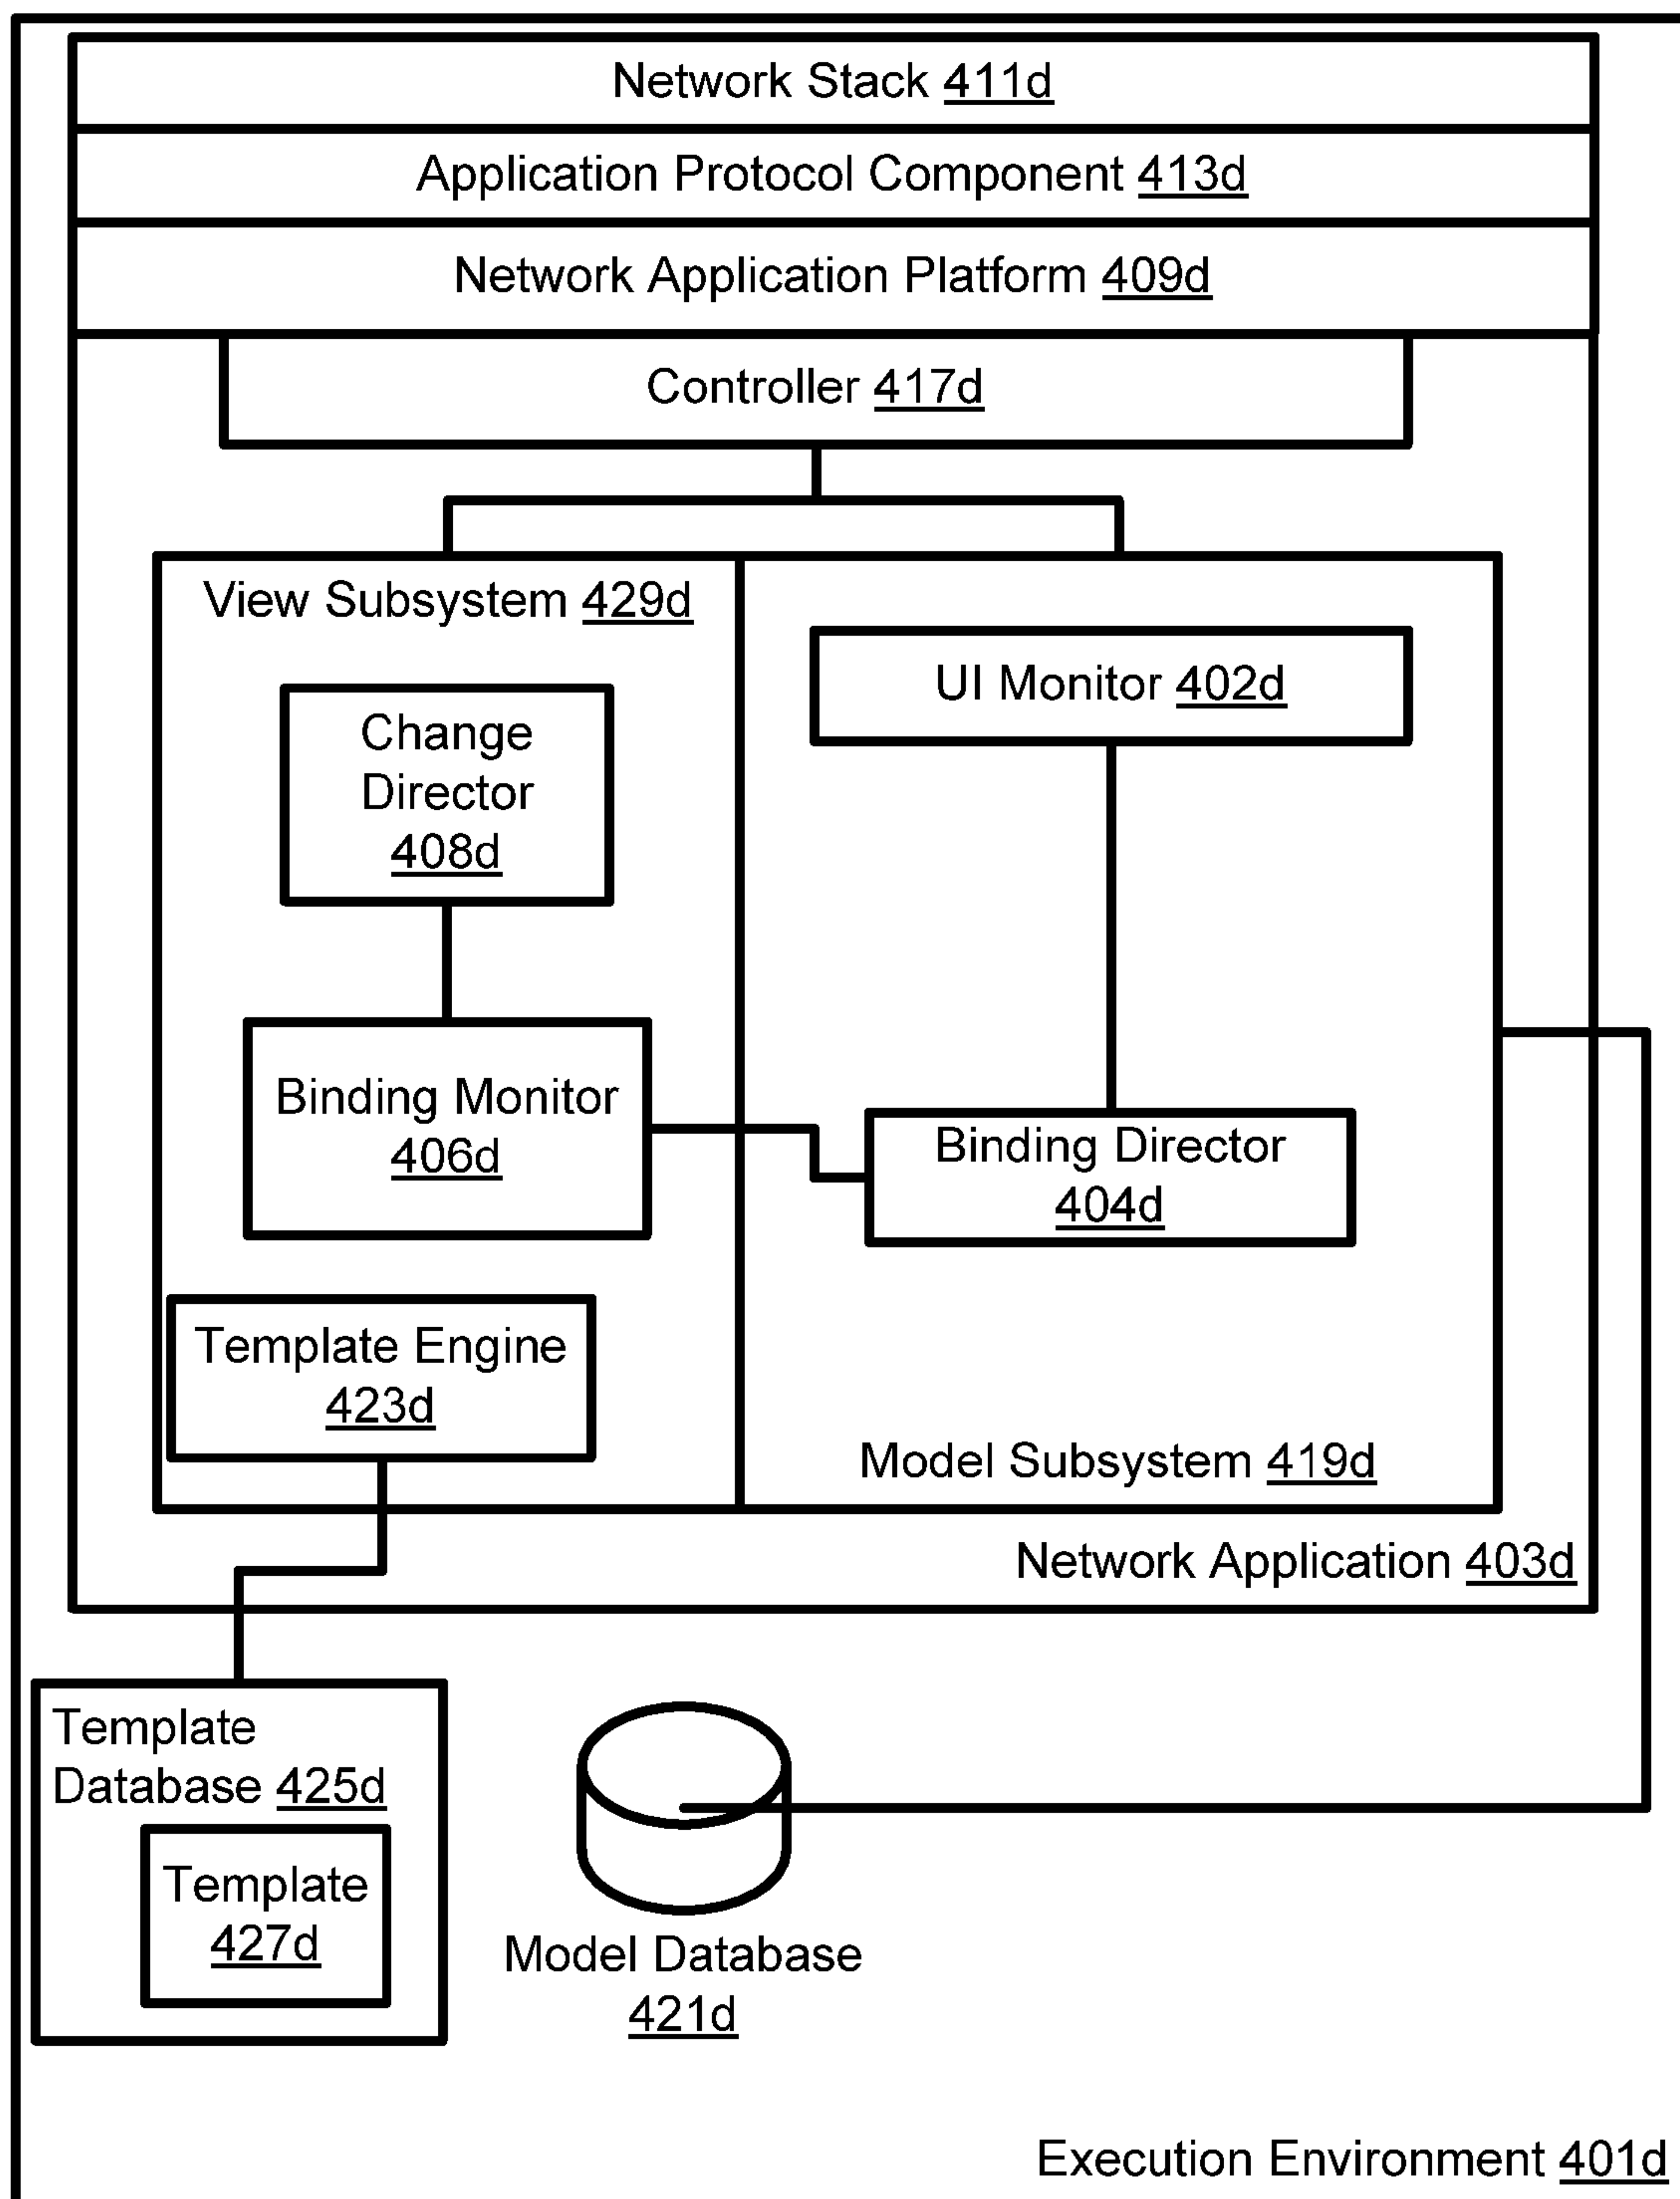 Network Stack 411d
Application Protocol Component 413d
Network Application Platform 409d
Controller 417d
View Subsystem 429d
UI Monitor 402d
Change
Director
408d
Binding Monitor
406d
Binding Director
404d
Template Engine
423d
Model Subsystem 419d
Network Application 403d
Template
Database 425d
Template
427d
Model Database
421d
Execution Environment 401d